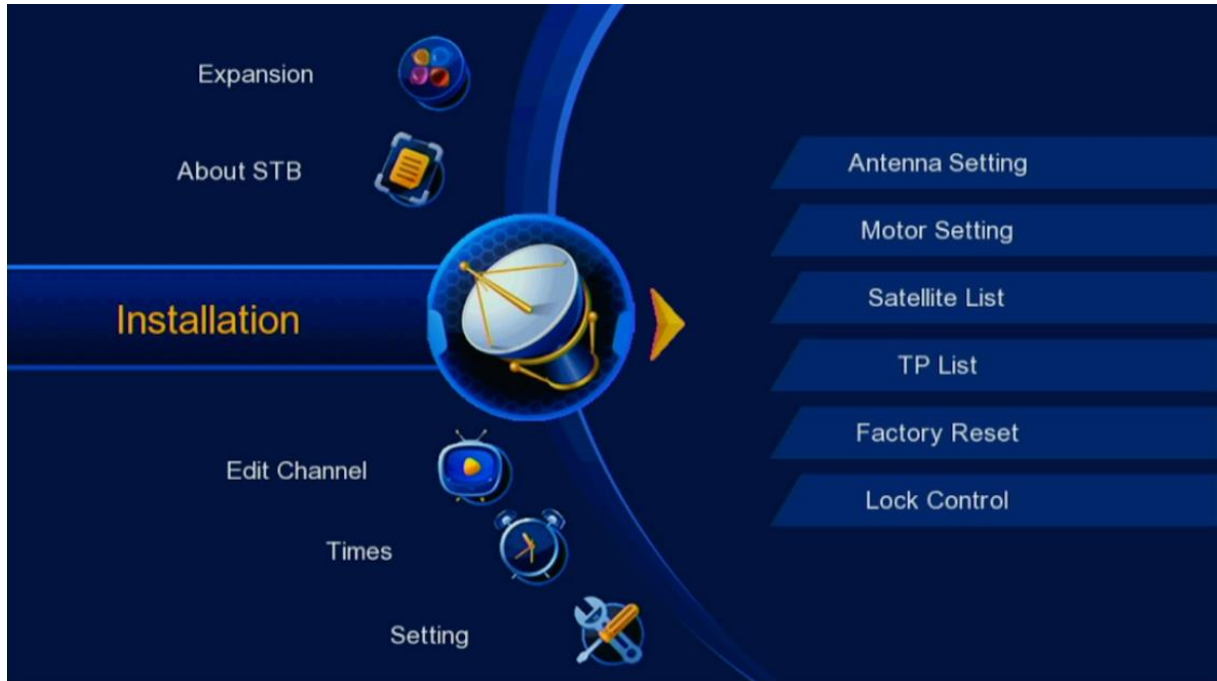 Expansion
About STB
Installation
Edit Channel
Times
Setting
Antenna Setting
Motor Setting
Satellite List
TP List
Factory Reset
Lock Control